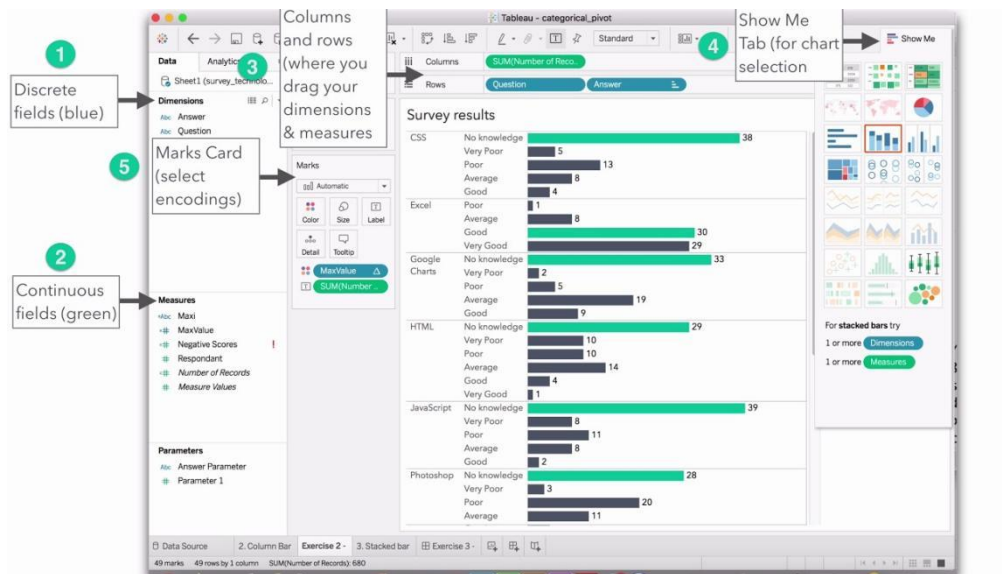 Tableau - categorical_pivot
1
Discrete
fields (blue)
2
Continuous
fields (green)
3
Columns
and rows
(where you
drag your
dimensions
& measures
4
Show Me
Tab (for chart
selection
5
Marks Card
(select
encodings)
Standard
Show Me
Data
Analytics
Sheet1 (survey_technolo...
Dimensions
Abc Answer
Abc Question
Measures
Abc Maxi
# MaxValue
# Negative Scores !
# Respondant
# Number of Records
# Measure Values
Parameters
Abc Answer Parameter
# Parameter 1
Marks
Automatic
Color Size Label
Detail Tooltip
MaxValue
SUM(Number ..
Columns SUM(Number of Reco..
Rows Question Answer
Survey results
CSS No knowledge 38
Very Poor 5
Poor 13
Average 8
Good 4
Excel Poor 1
Average 8
Good 30
Very Good 29
Google Charts No knowledge 33
Very Poor 2
Poor 5
Average 19
Good 9
HTML No knowledge 29
Very Poor 10
Poor 10
Average 14
Good 4
Very Good 1
JavaScript No knowledge 39
Very Poor 8
Poor 11
Average 8
Good 2
Photoshop No knowledge 28
Very Poor 3
Poor 20
Average 11
For stacked bars try
1 or more Dimensions
1 or more Measures
Data Source 2. Column Bar Exercise 2 - 3. Stacked bar Exercise 3 -
49 marks 49 rows by 1 column SUM(Number of Records): 680